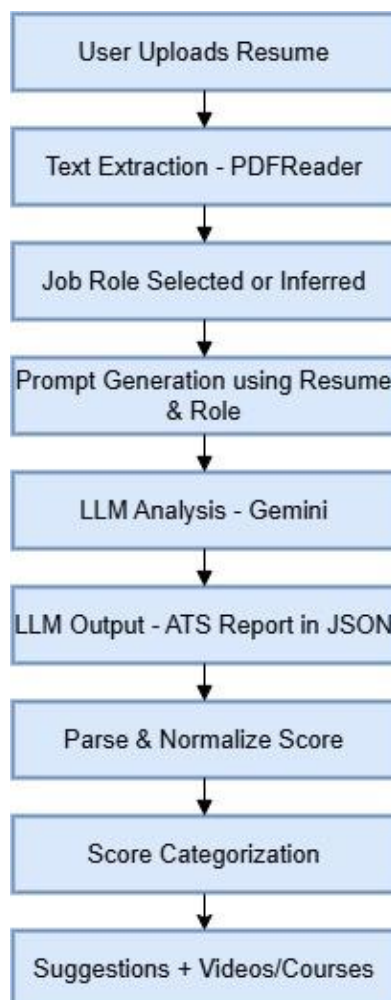 User Uploads Resume
Text Extraction - PDFReader
Job Role Selected or Inferred
Prompt Generation using Resume
& Role
LLM Analysis - Gemini
LLM Output - ATS Report in JSON
Parse & Normalize Score
Score Categorization
Suggestions + Videos/Courses